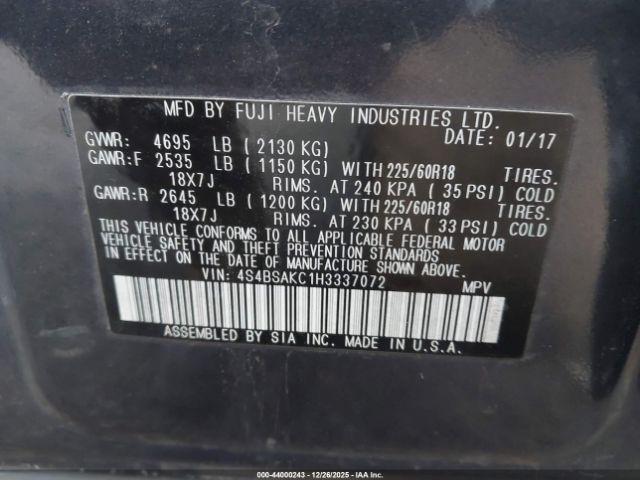 MFD BY FUJI HEAVY INDUSTRIES LTD.
DATE: 01/17
GVWR: 4695 LB ( 2130 KG)
GAWR:F 2535 LB ( 1150 KG) WITH 225/60R18 TIRES.
18X7J RIMS. AT 240 KPA ( 35 PSI) COLD
GAWR:R 2645 LB ( 1200 KG) WITH 225/60R18 TIRES.
18X7J RIMS. AT 230 KPA ( 33 PSI) COLD
THIS VEHICLE CONFORMS TO ALL APPLICABLE FEDERAL MOTOR
VEHICLE SAFETY AND THEFT PREVENTION STANDARDS
IN EFFECT ON THE DATE OF MANUFACTURE SHOWN ABOVE.
VIN: 4S4BSAKC1H3337072 MPV
ASSEMBLED BY SIA INC. MADE IN U.S.A.
000-44000243 - 12/26/2025 - IAA Inc.